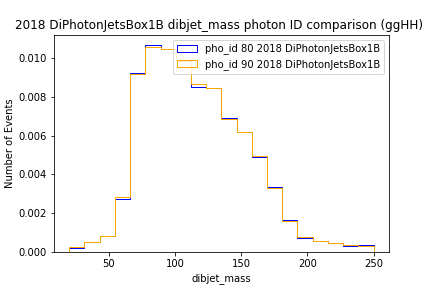 2018 DiPhotonJetsBox1B dibjet_mass photon ID comparison (ggHH)
pho_id 80 2018 DiPhotonJetsBox1B
pho_id 90 2018 DiPhotonJetsBox1B
Number of Events
0.010
0.008
0.006
0.004
0.002
0.000
50
100
150
200
250
dibjet_mass